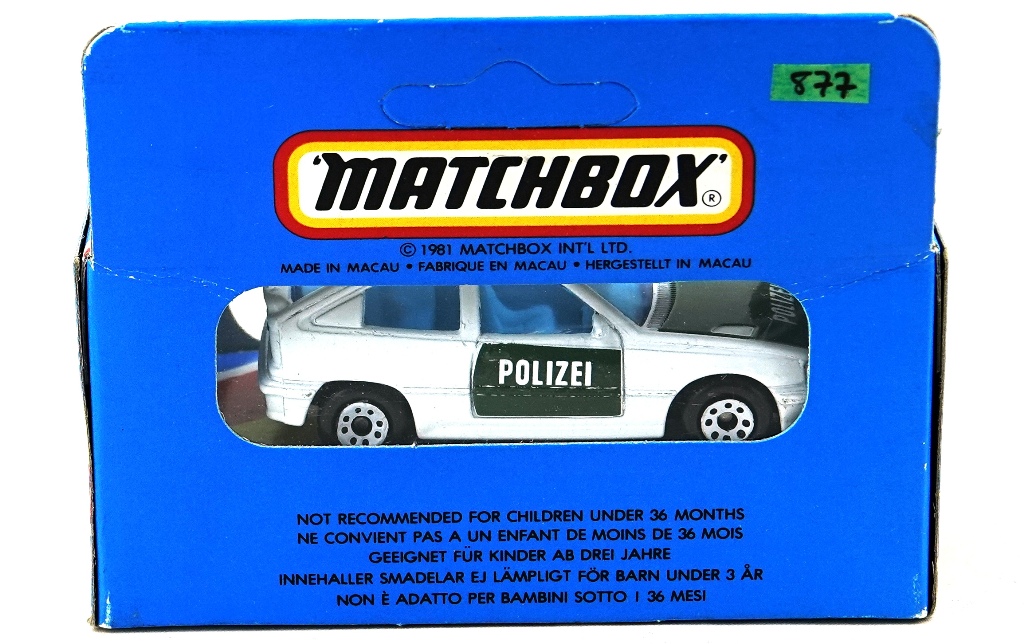 877
'MATCHBOX'®
© 1981 MATCHBOX INT'L LTD.
MADE IN MACAU • FABRIQUE EN MACAU • HERGESTELLT IN MACAU
POLIZEI
POLIZEI
NOT RECOMMENDED FOR CHILDREN UNDER 36 MONTHS
NE CONVIENT PAS A UN ENFANT DE MOINS DE 36 MOIS
GEEIGNET FÜR KINDER AB DREI JAHRE
INNEHALLER SMADELAR EJ LÄMPLIGT FÖR BARN UNDER 3 ÅR
NON È ADATTO PER BAMBINI SOTTO I 36 MESI